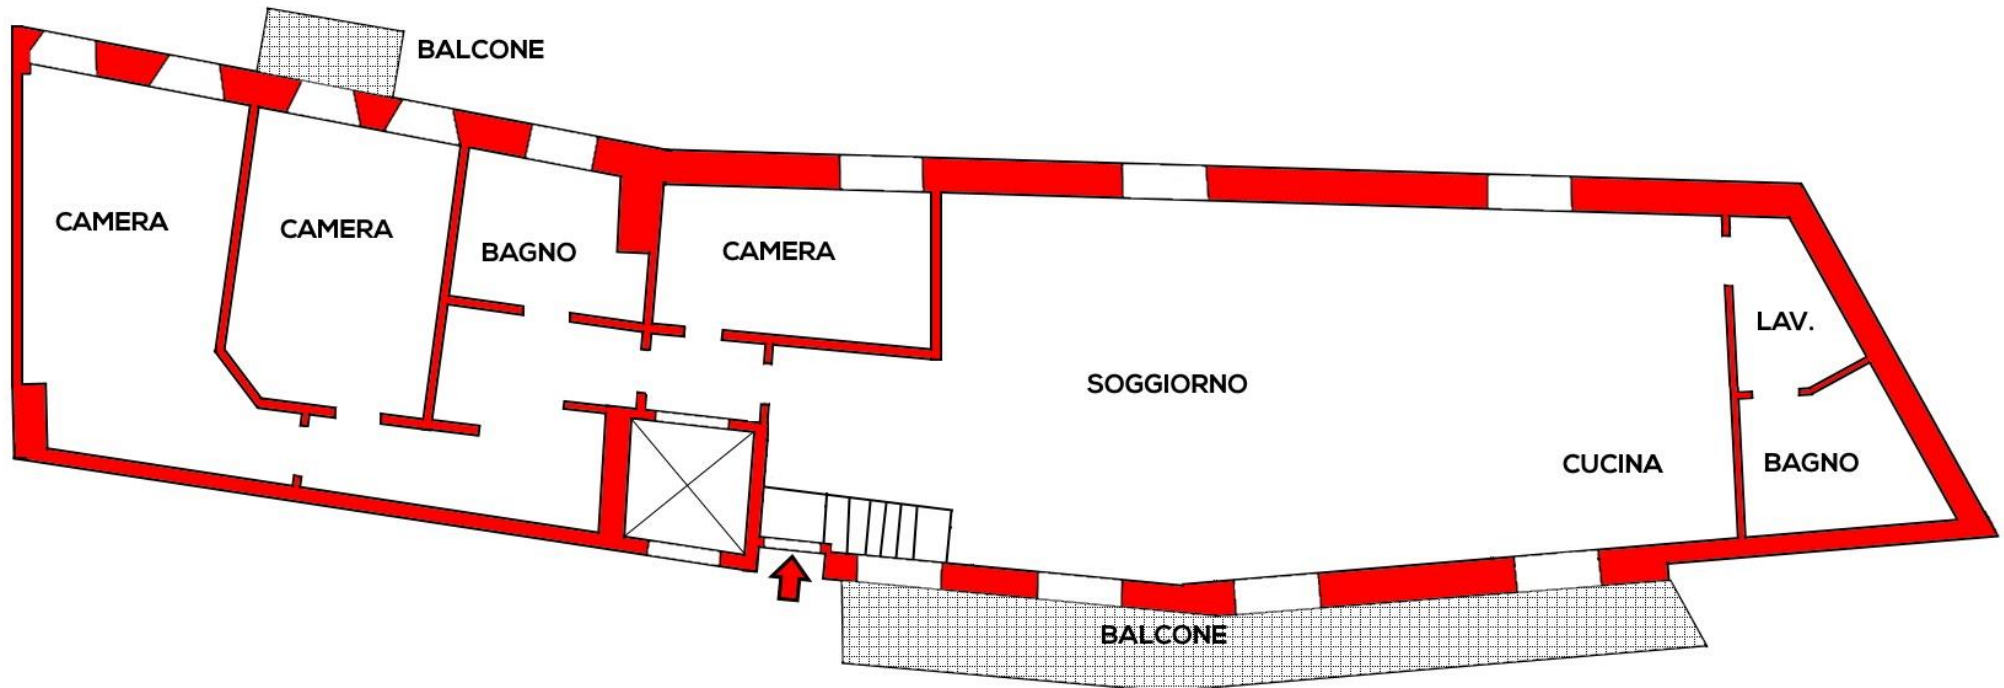 BALCONE
CAMERA
CAMERA
BAGNO
CAMERA
LAV.
SOGGIORNO
CUCINA
BAGNO
BALCONE